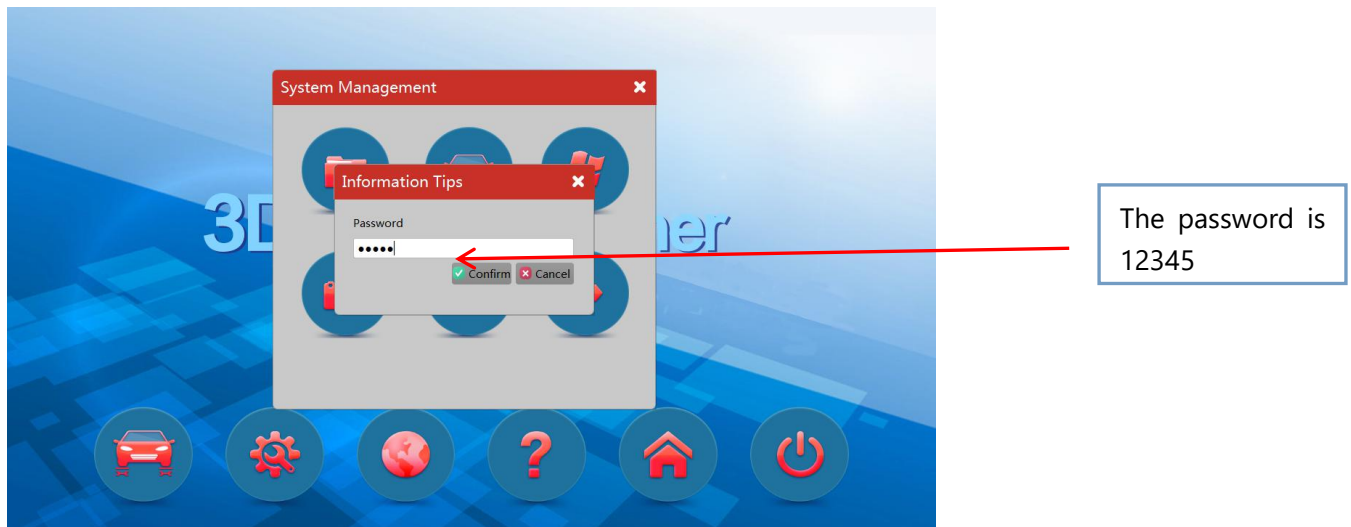 System Management
Information Tips
Password
•••••
Confirm Cancel
3D
ner
?
The password is
12345